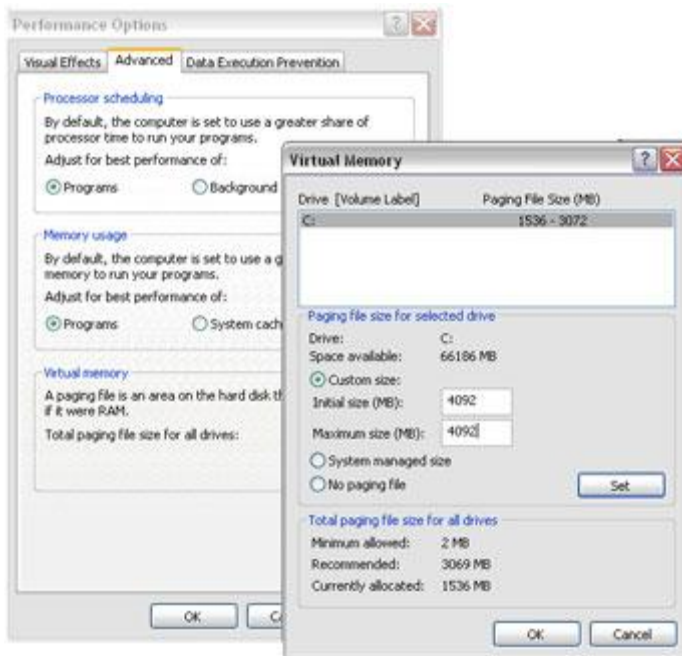 Performance Options
Visual Effects Advanced Data Execution Prevention
Processor scheduling
By default, the computer is set to use a greater share of
processor time to run your programs.
Adjust for best performance of:
Programs Background
Memory usage
By default, the computer is set to use a g
memory to run your programs.
Adjust for best performance of:
Programs System cach
Virtual memory
A paging file is an area on the hard disk th
if it were RAM.
Total paging file size for all drives:
OK C
Virtual Memory
Drive [Volume Label] Paging File Size (MB)
C: 1536 - 3072
Paging file size for selected drive
Drive: C:
Space available: 66186 MB
Custom size:
Initial size (MB): 4092
Maximum size (MB): 4092
System managed size
No paging file Set
Total paging file size for all drives
Minimum allowed: 2 MB
Recommended: 3069 MB
Currently allocated: 1536 MB
OK Cancel